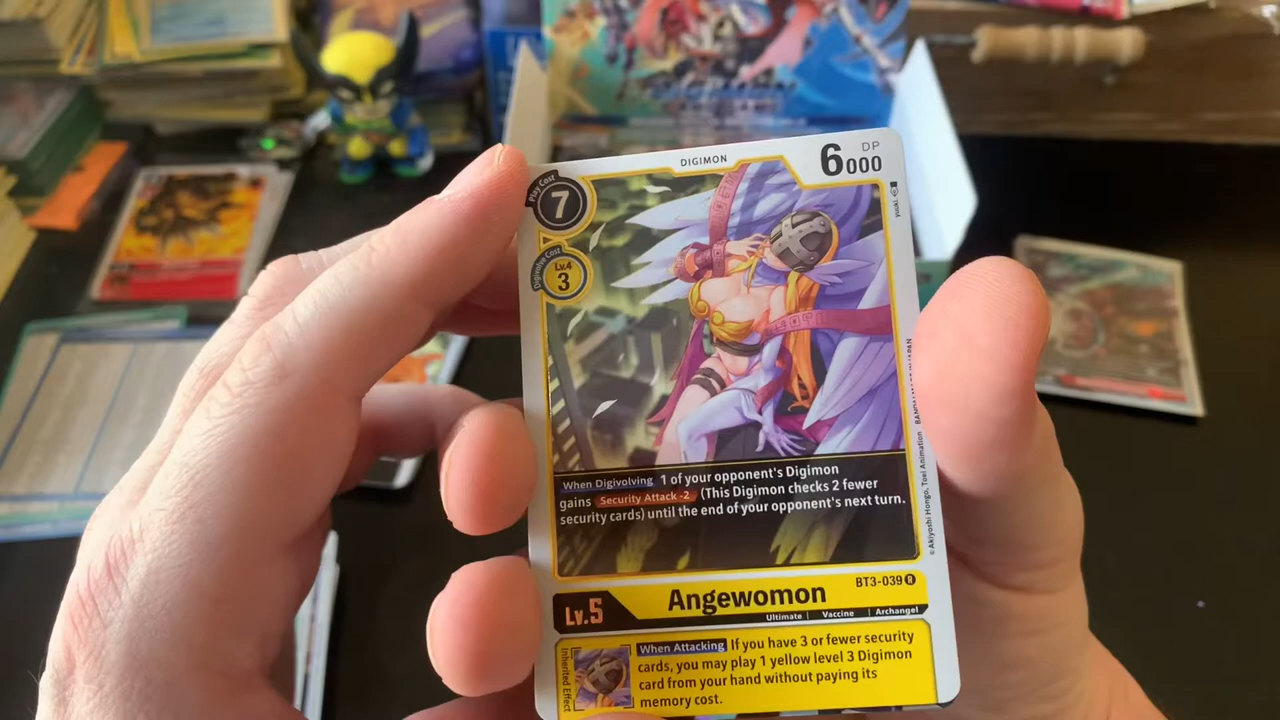 DIGIMON
6000
DP
Play Cost
7
Digivolve Cost
Lv.4
3
When Digivolving 1 of your opponent's Digimon
gains Security Attack -2 (This Digimon checks 2 fewer
security cards) until the end of your opponent's next turn.
©Akiyoshi Hongo, Toei Animation
BT3-039 R
Lv.5
Angewomon
Ultimate | Vaccine | Archangel
Inherited Effect
When Attacking If you have 3 or fewer security
cards, you may play 1 yellow level 3 Digimon
card from your hand without paying its
memory cost.